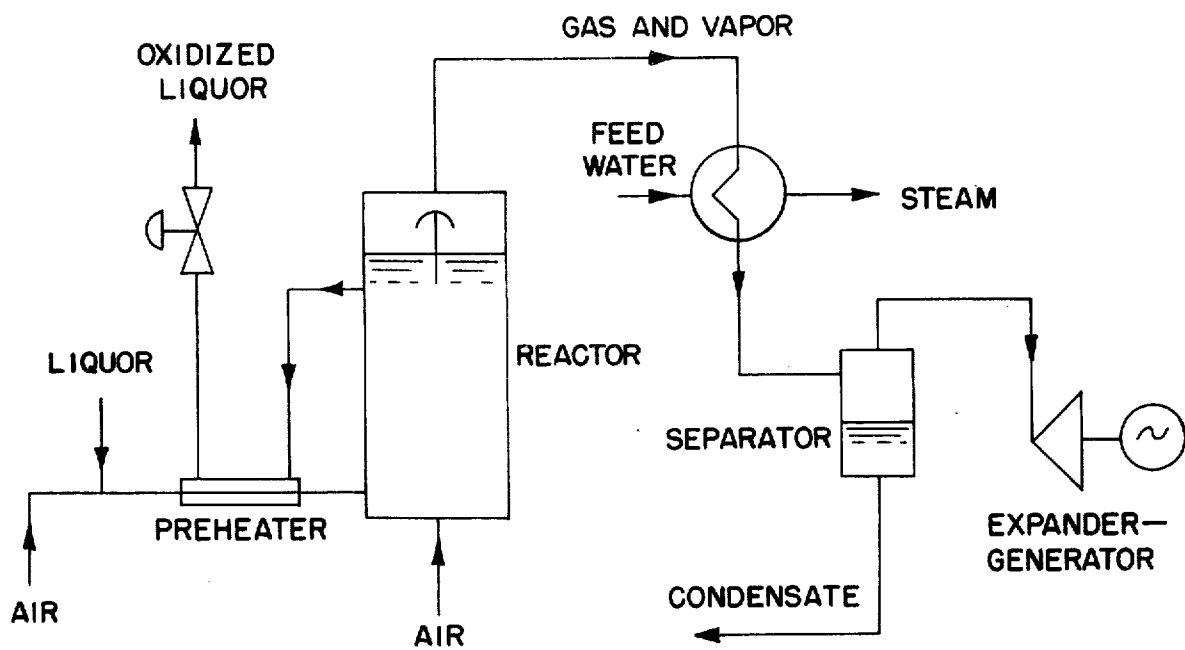 GAS AND VAPOR
OXIDIZED
LIQUOR
FEED
WATER
STEAM
LIQUOR
REACTOR
SEPARATOR
PREHEATER
EXPANDER—
GENERATOR
AIR
CONDENSATE
AIR